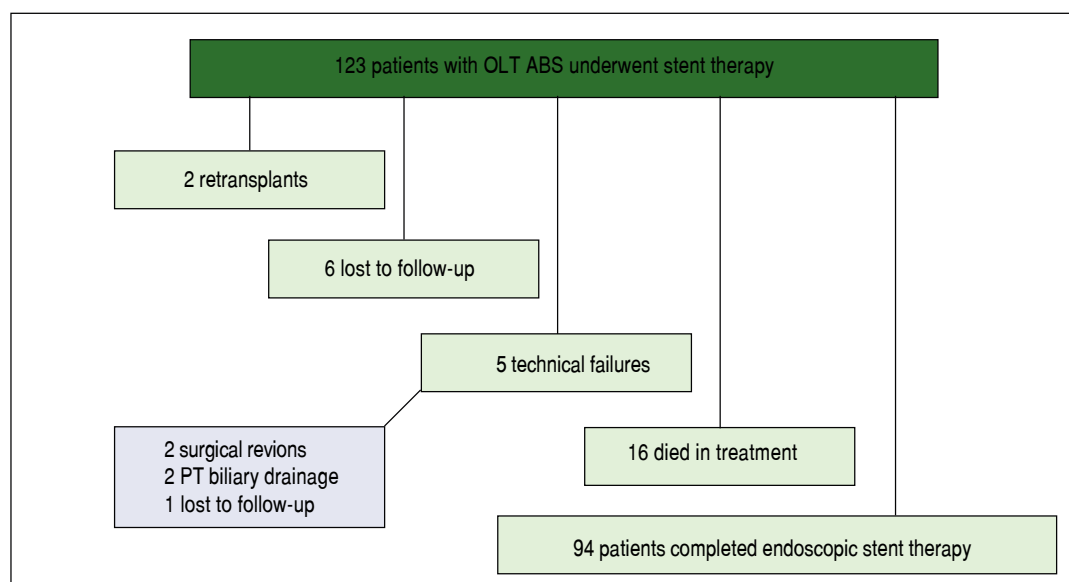 123 patients with OLT ABS underwent stent therapy
2 retransplants
6 lost to follow-up
5 technical failures
2 surgical revions
2 PT biliary drainage
1 lost to follow-up
16 died in treatment
94 patients completed endoscopic stent therapy